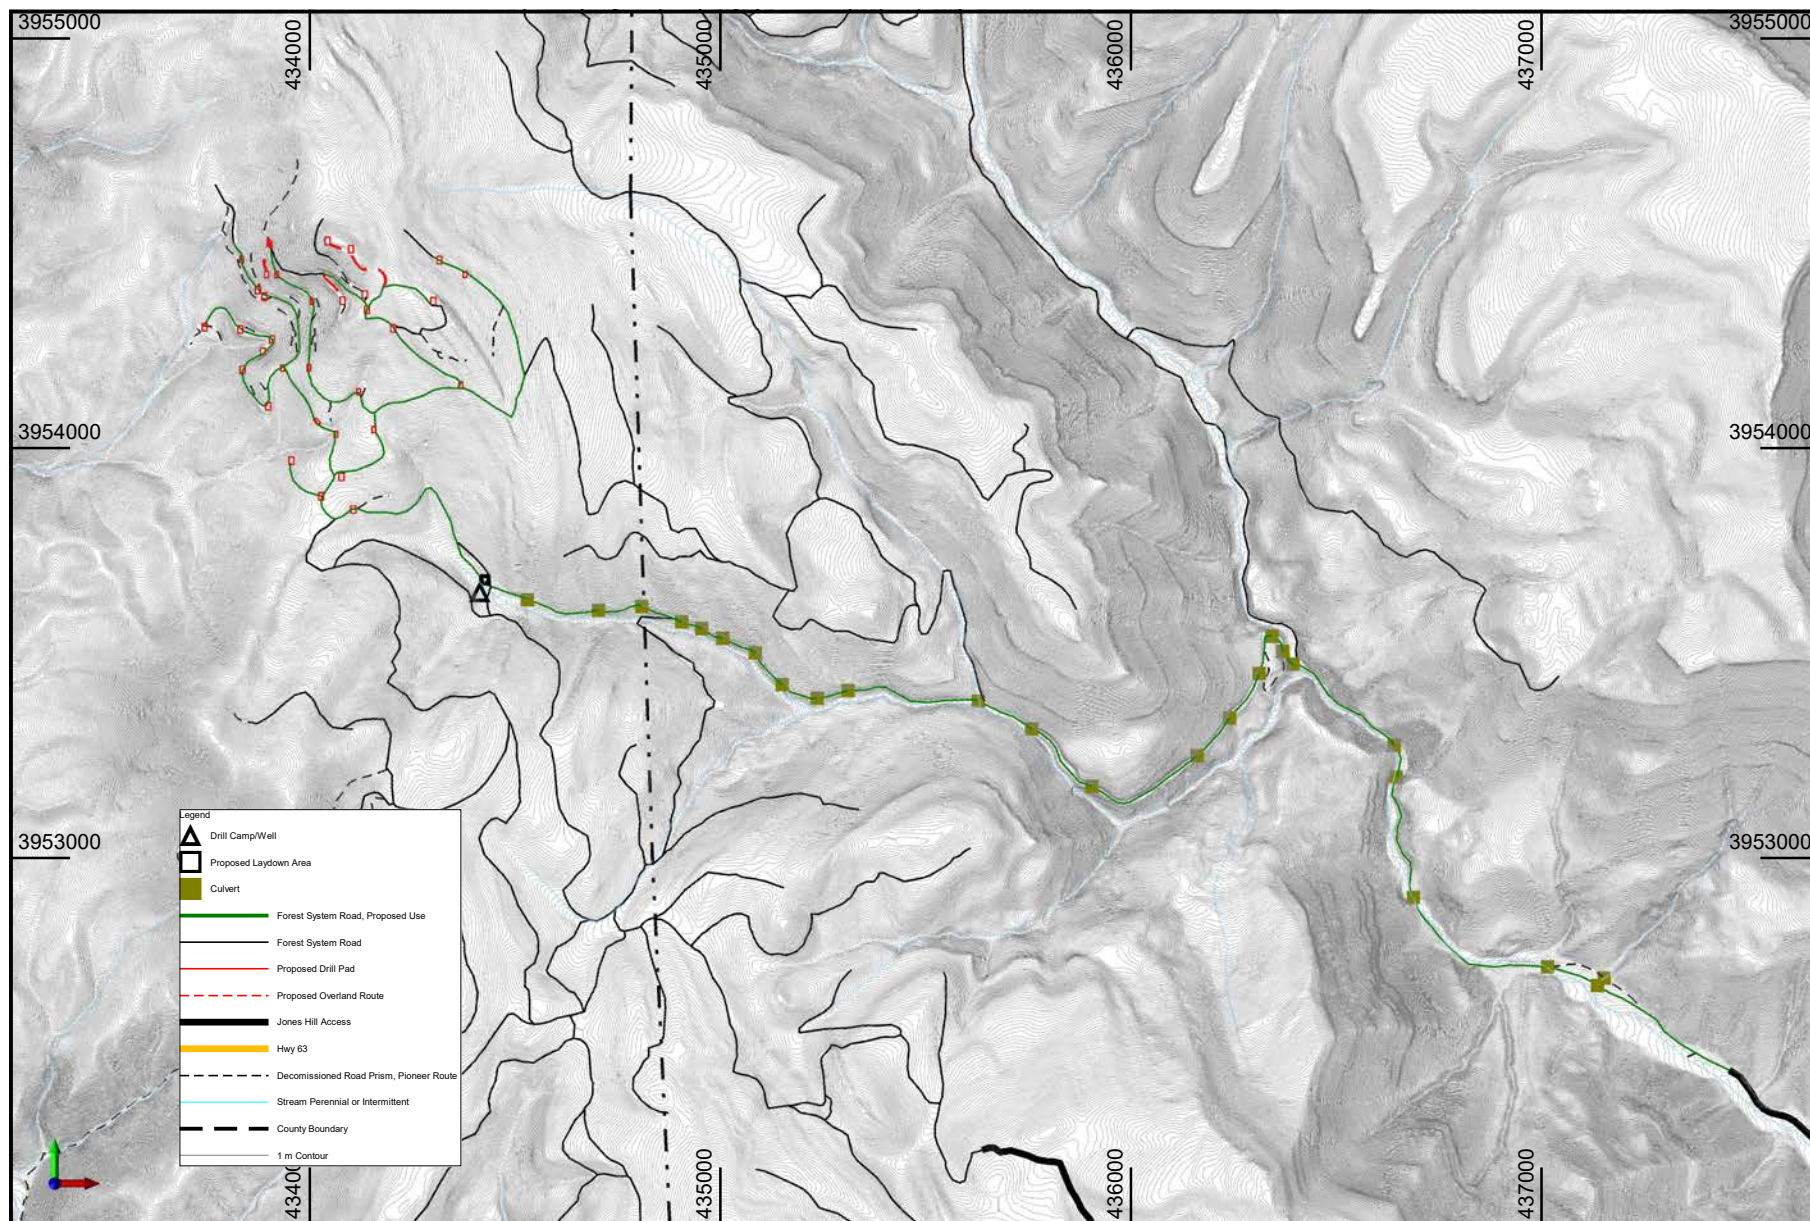 3955000
434000
435000
436000
437000
3955000
3954000
3954000
3953000
3953000
Legend
Drill Camp/Well
Proposed Laydown Area
Culvert
Forest System Road, Proposed Use
Forest System Road
Proposed Drill Pad
Proposed Overland Route
Jones Hill Access
Hwy 63
Decomissioned Road Prism, Pioneer Route
Stream Perennial or Intermittent
County Boundary
1 m Contour
434000
435000
436000
437000